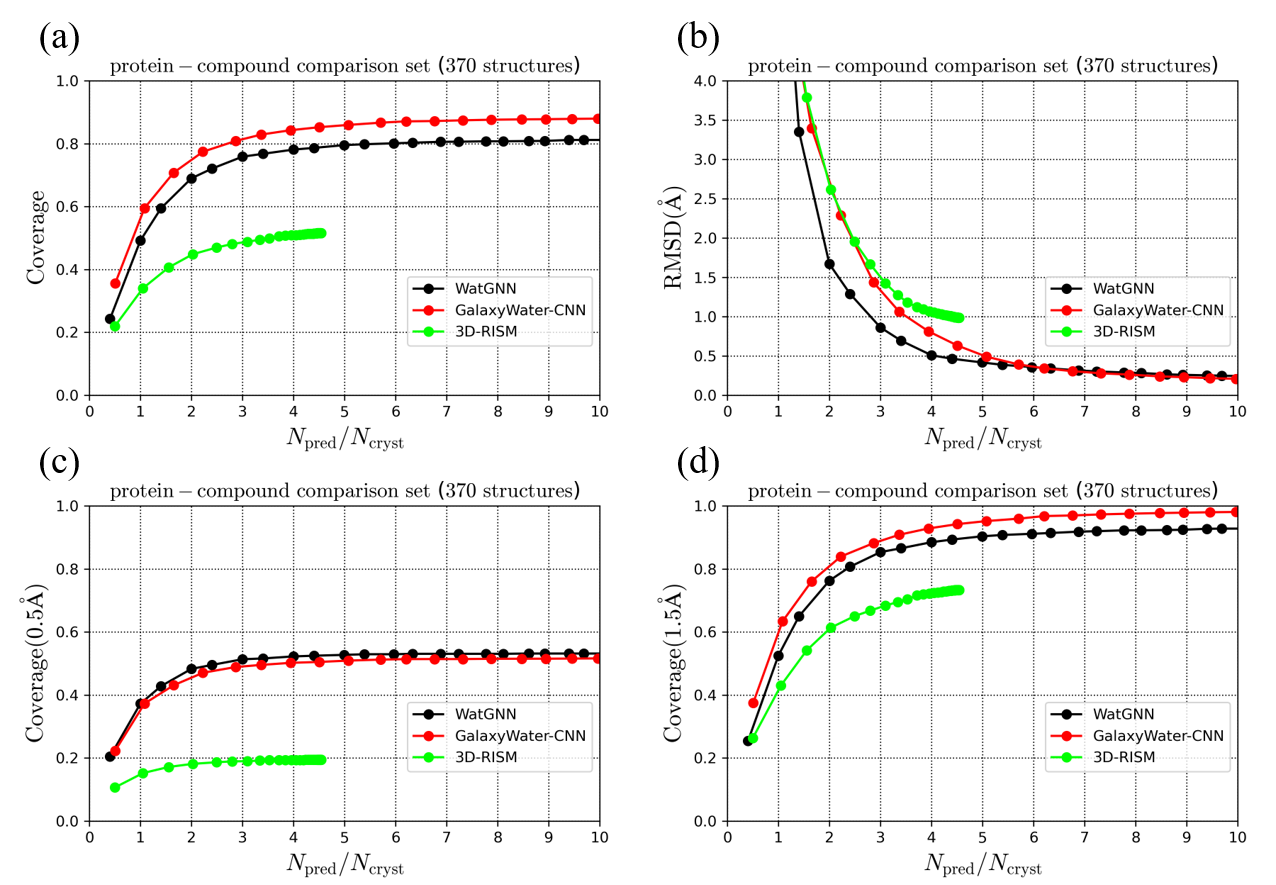 (a)
protein – compound comparison set (370 structures)
Coverage
1.0
0.8
0.6
0.4
0.2
0.0
0 1 2 3 4 5 6 7 8 9 10
N_pred/N_cryst
WatGNN
GalaxyWater-CNN
3D-RISM
(b)
protein – compound comparison set (370 structures)
RMSD(Å)
4.0
3.5
3.0
2.5
2.0
1.5
1.0
0.5
0.0
0 1 2 3 4 5 6 7 8 9 10
N_pred/N_cryst
WatGNN
GalaxyWater-CNN
3D-RISM
(c)
protein – compound comparison set (370 structures)
Coverage(0.5Å)
1.0
0.8
0.6
0.4
0.2
0.0
0 1 2 3 4 5 6 7 8 9 10
N_pred/N_cryst
WatGNN
GalaxyWater-CNN
3D-RISM
(d)
protein – compound comparison set (370 structures)
Coverage(1.5Å)
1.0
0.8
0.6
0.4
0.2
0.0
0 1 2 3 4 5 6 7 8 9 10
N_pred/N_cryst
WatGNN
GalaxyWater-CNN
3D-RISM